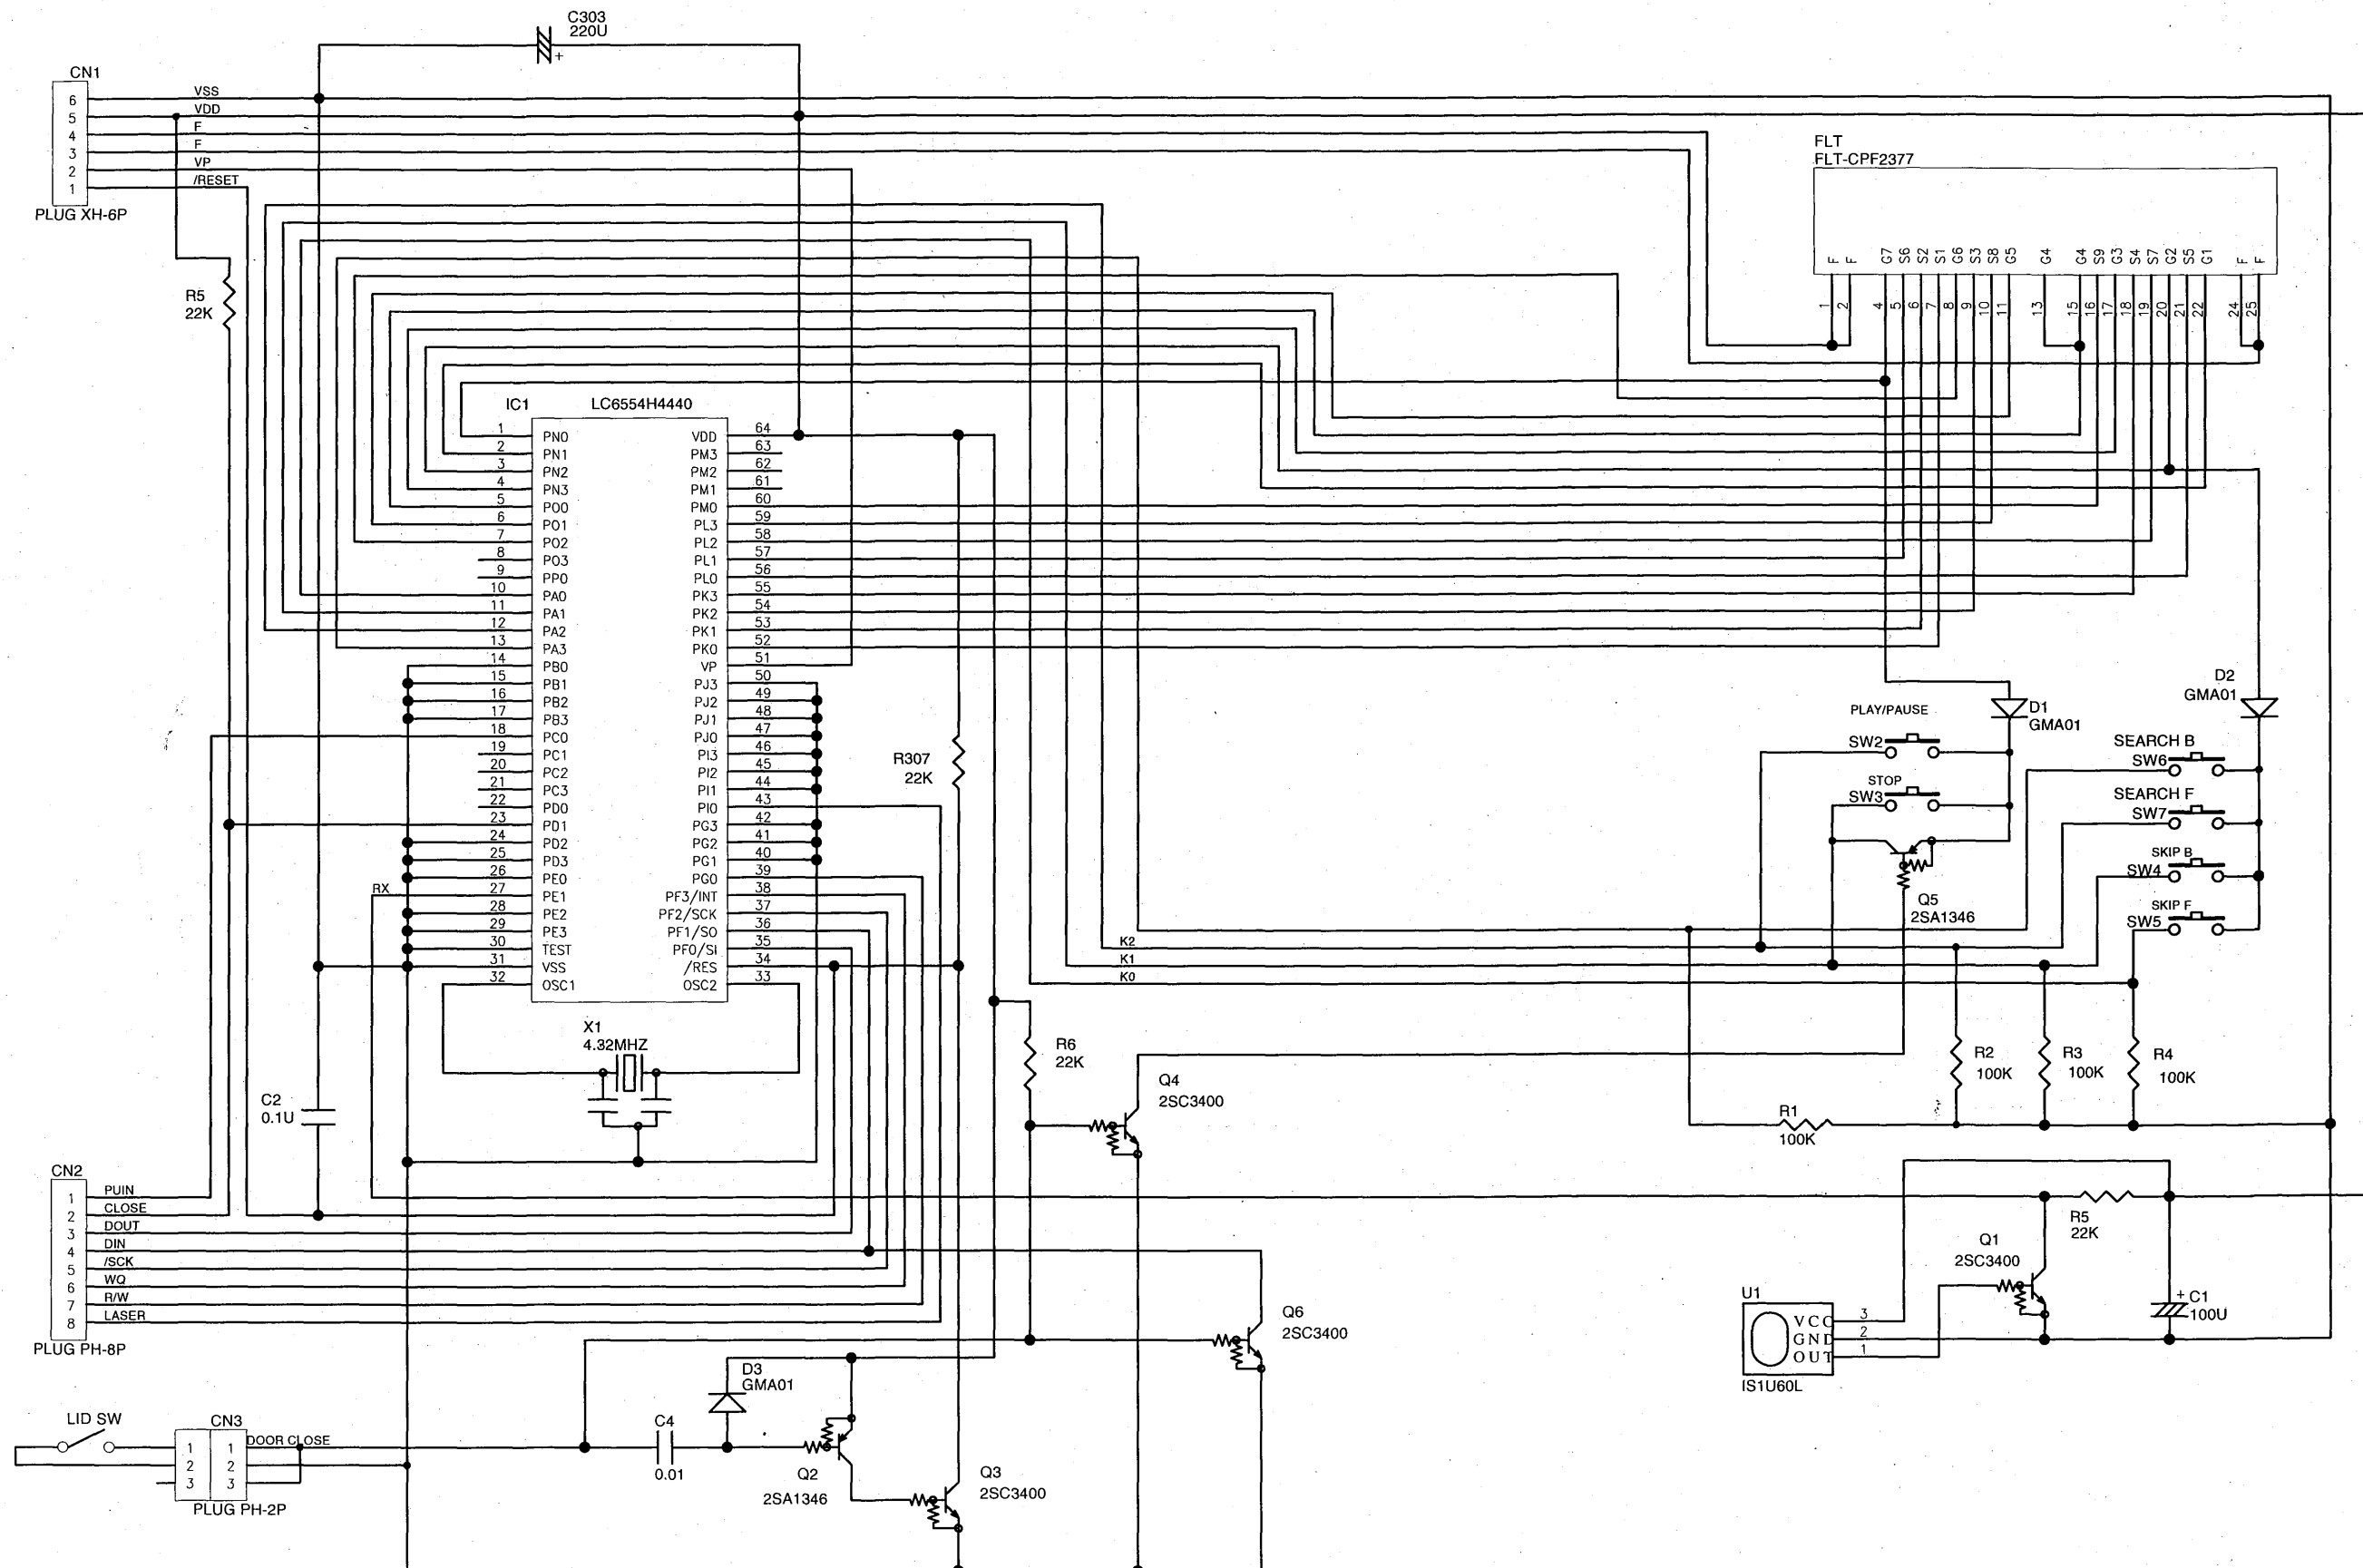 C303
220U
+
CN1
6 VSS
5 VDD
4 F
3 F
2 VP
1 /RESET
PLUG XH-6P
R5
22K
FLT
FLT-CPF2377
F F G7 S6 S2 S1 G6 S3 S8 G5 G4 G4 S9 G3 S4 S7 G2 S5 G1 F F
1 2 4 5 6 7 8 9 10 11 13 15 16 17 18 19 20 21 22 24 25
IC1 LC6554H4440
1 PN0 VDD 64
2 PN1 PM3 63
3 PN2 PM2 62
4 PN3 PM1 61
5 PO0 PM0 60
6 PO1 PL3 59
7 PO2 PL2 58
8 PO3 PL1 57
9 PP0 PL0 56
10 PA0 PK3 55
11 PA1 PK2 54
12 PA2 PK1 53
13 PA3 PK0 52
14 PB0 VP 51
15 PB1 PJ3 50
16 PB2 PJ2 49
17 PB3 PJ1 48
18 PC0 PJ0 47
19 PC1 PI3 46
20 PC2 PI2 45
21 PC3 PI1 44
22 PD0 PI0 43
23 PD1 PG3 42
24 PD2 PG2 41
25 PD3 PG1 40
26 PE0 PG0 39
RX 27 PE1 PF3/INT 38
28 PE2 PF2/SCK 37
29 PE3 PF1/SO 36
30 TEST PF0/SI 35
31 VSS /RES 34
32 OSC1 OSC2 33
R307
22K
D2
GMA01
D1
GMA01
PLAY/PAUSE
SW2
STOP
SW3
SEARCH B
SW6
SEARCH F
SW7
SKIP B
SW4
SKIP F
SW5
Q5
2SA1346
K2
K1
K0
X1
4.32MHZ
R6
22K
Q4
2SC3400
R2
100K
R3
100K
R4
100K
R1
100K
C2
0.1U
CN2
1 PUIN
2 CLOSE
3 DOUT
4 DIN
5 /SCK
6 WQ
7 R/W
8 LASER
PLUG PH-8P
R5
22K
Q1
2SC3400
+ C1
100U
U1
VCC 3
GND 2
OUT 1
IS1U60L
Q6
2SC3400
D3
GMA01
LID SW
CN3
1 1 DOOR CLOSE
2 2
3 3
PLUG PH-2P
C4
0.01
Q2
2SA1346
Q3
2SC3400